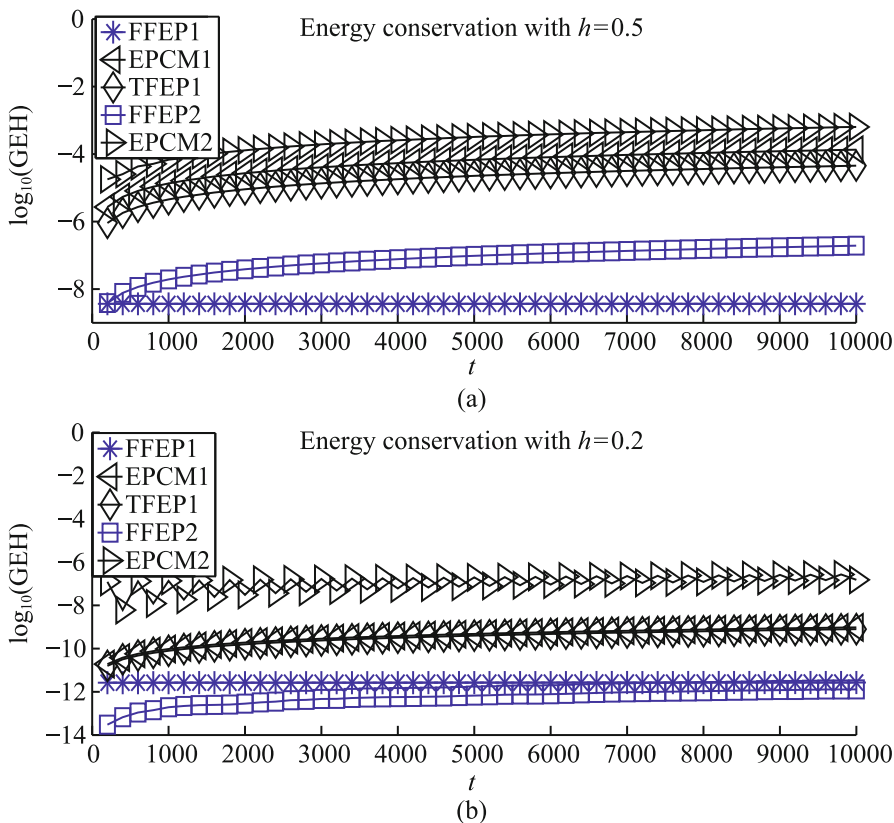 Energy conservation with h=0.5
FFEP1
EPCM1
TFEP1
FFEP2
EPCM2
log₁₀(GEH)
0
−2
−4
−6
−8
0 1000 2000 3000 4000 5000 6000 7000 8000 9000 10000
t
(a)
Energy conservation with h=0.2
FFEP1
EPCM1
TFEP1
FFEP2
EPCM2
log₁₀(GEH)
0
−2
−4
−6
−8
−10
−12
−14
0 1000 2000 3000 4000 5000 6000 7000 8000 9000 10000
t
(b)